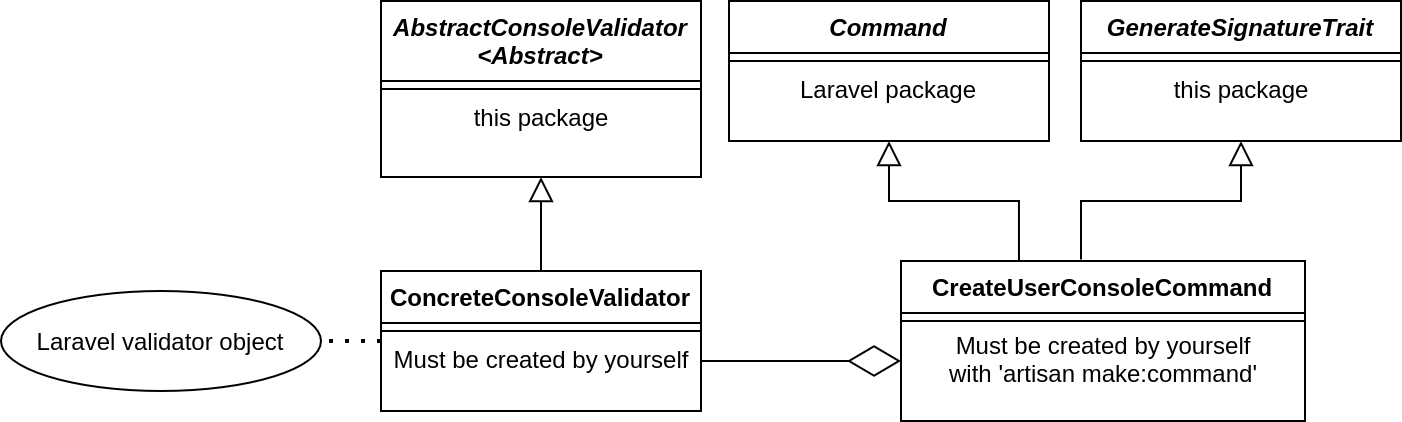 AbstractConsoleValidator
<Abstract>
this package
Command
Laravel package
GenerateSignatureTrait
this package
Laravel validator object
ConcreteConsoleValidator
Must be created by yourself
CreateUserConsoleCommand
Must be created by yourself
with 'artisan make:command'